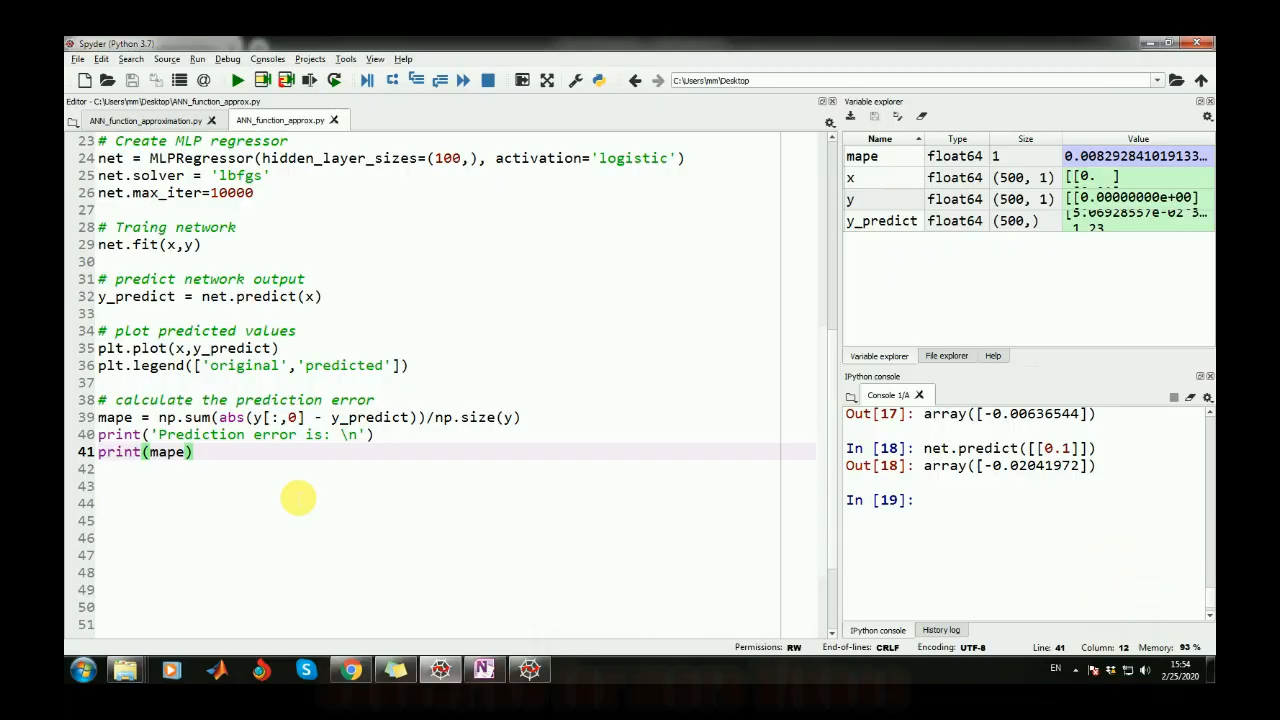 Spyder (Python 3.7)
File Edit Search Source Run Debug Consoles Projects Tools View Help
C:\Users\mm\Desktop
Editor - C:\Users\mm\Desktop\ANN_function_approx.py
ANN_function_approximation.py ANN_function_approx.py
23 # Create MLP regressor
24 net = MLPRegressor(hidden_layer_sizes=(100,), activation='logistic')
25 net.solver = 'lbfgs'
26 net.max_iter=10000
27
28 # Traing network
29 net.fit(x,y)
30
31 # predict network output
32 y_predict = net.predict(x)
33
34 # plot predicted values
35 plt.plot(x,y_predict)
36 plt.legend(['original','predicted'])
37
38 # calculate the prediction error
39 mape = np.sum(abs(y[:,0] - y_predict))/np.size(y)
40 print('Prediction error is: \n')
41 print(mape)
42
43
44
45
46
47
48
49
50
51
Variable explorer
Name Type Size Value
mape float64 1 0.008292841019133...
x float64 (500, 1) [[0. ]
y float64 (500, 1) [[0.00000000e+00]
y_predict float64 (500,) [5.06928557e-02 3...
1.23
Variable explorer File explorer Help
IPython console
Console 1/A
Out[17]: array([-0.00636544])
In [18]: net.predict([[0.1]])
Out[18]: array([-0.02041972])
In [19]:
IPython console History log
Permissions: RW End-of-lines: CRLF Encoding: UTF-8 Line: 41 Column: 12 Memory: 93 %
EN
15:54
2/25/2020